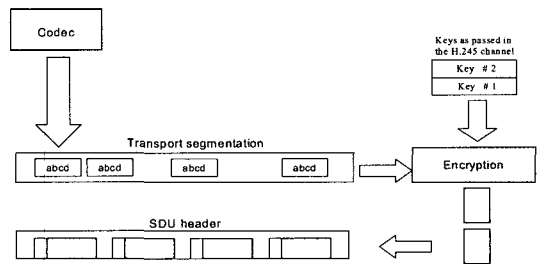 Codec
Keys as passed in
the H.245 channel
Key # 2
Key # 1
Transport segmentation
abcd abcd abcd abcd
Encryption
SDU header